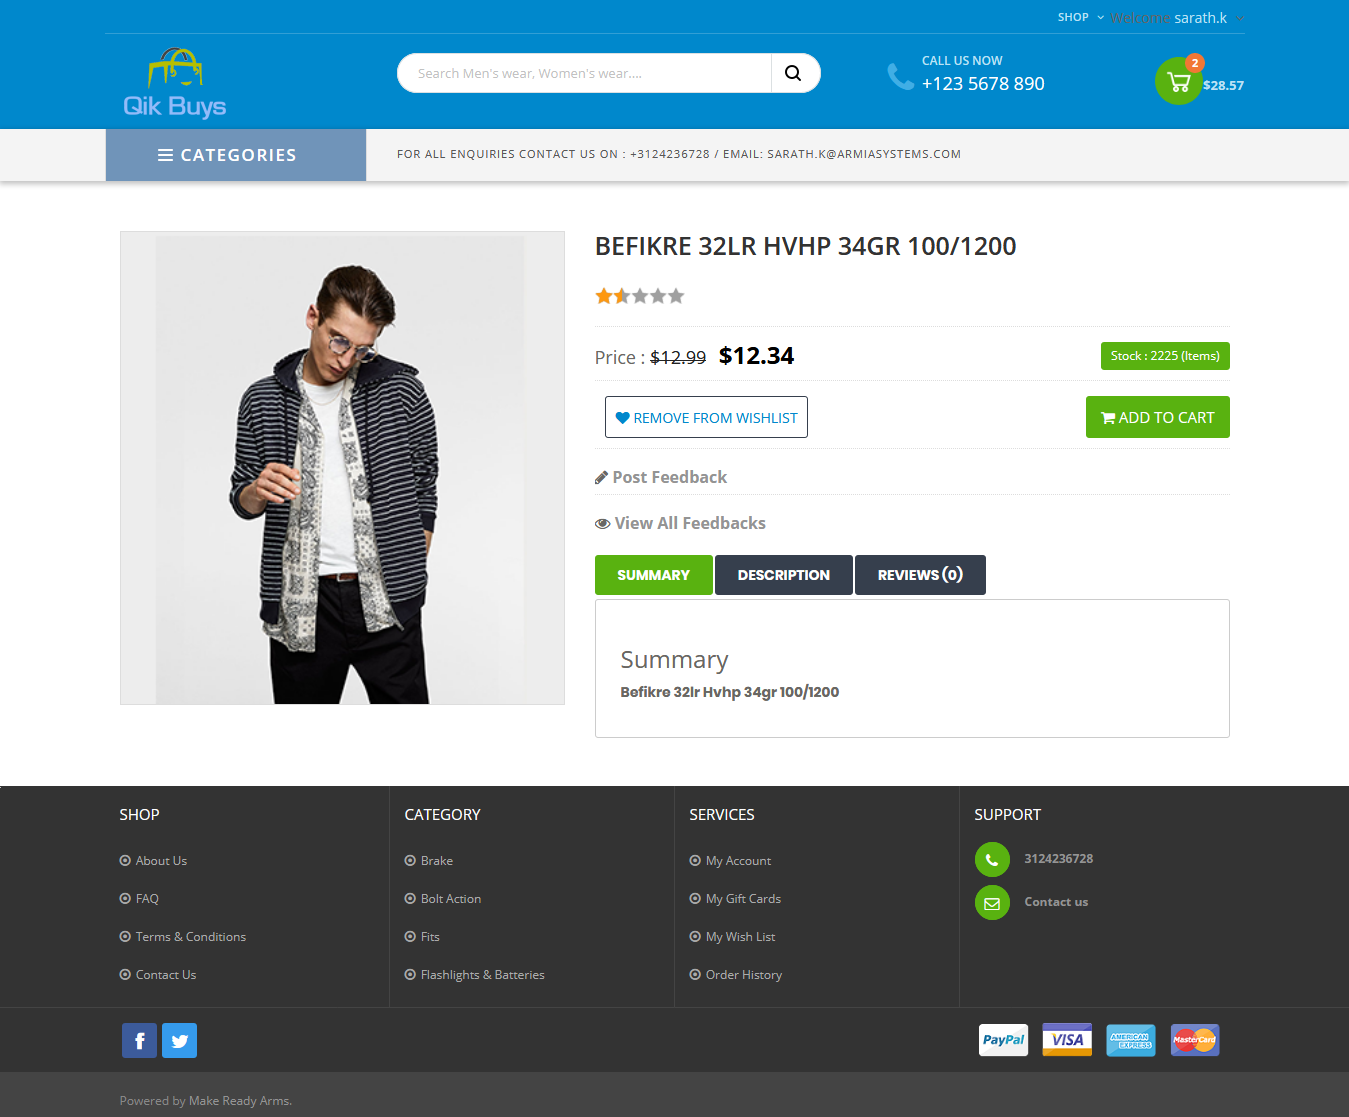 SHOP Welcome sarath.k
Qik Buys
Search Men's wear, Women's wear....
CALL US NOW
+123 5678 890
2
$28.57
CATEGORIES
FOR ALL ENQUIRIES CONTACT US ON : +3124236728 / EMAIL: SARATH.K@ARMIASYSTEMS.COM
BEFIKRE 32LR HVHP 34GR 100/1200
Price : $12.99 $12.34
Stock : 2225 (Items)
REMOVE FROM WISHLIST
ADD TO CART
Post Feedback
View All Feedbacks
SUMMARY DESCRIPTION REVIEWS (0)
Summary
Befikre 32lr Hvhp 34gr 100/1200
SHOP
About Us
FAQ
Terms & Conditions
Contact Us
CATEGORY
Brake
Bolt Action
Fits
Flashlights & Batteries
SERVICES
My Account
My Gift Cards
My Wish List
Order History
SUPPORT
3124236728
Contact us
f
PayPal VISA AMERICAN EXPRESS MasterCard
Powered by Make Ready Arms.